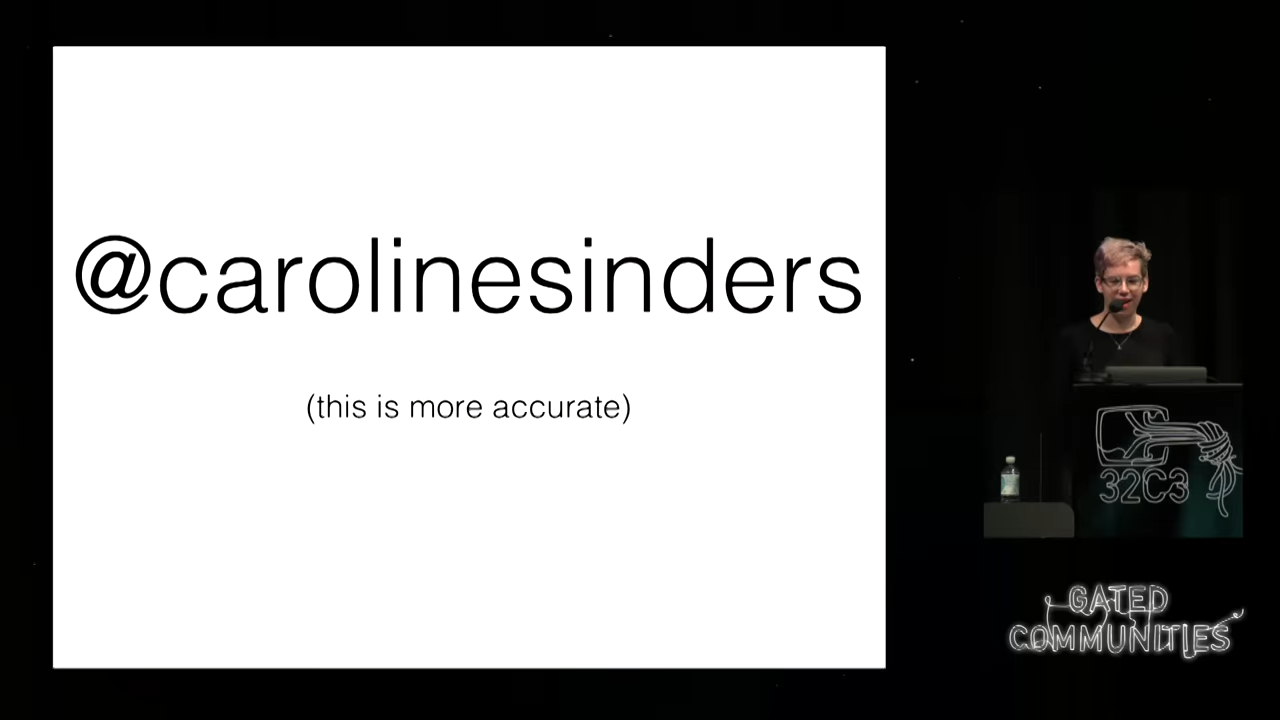 @carolinesinders
(this is more accurate)
32C3
GATED
COMMUNITIES